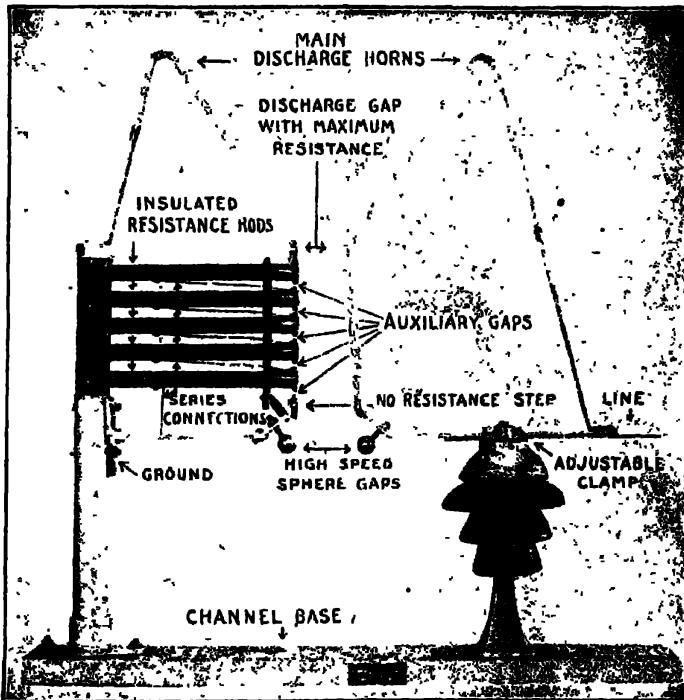 MAIN
DISCHARGE HORNS
DISCHARGE GAP
WITH MAXIMUM
RESISTANCE
INSULATED
RESISTANCE RODS
AUXILIARY GAPS
SERIES
CONNECTIONS
NO RESISTANCE STEP
LINE
GROUND
HIGH SPEED
SPHERE GAPS
ADJUSTABLE
CLAMP
CHANNEL BASE